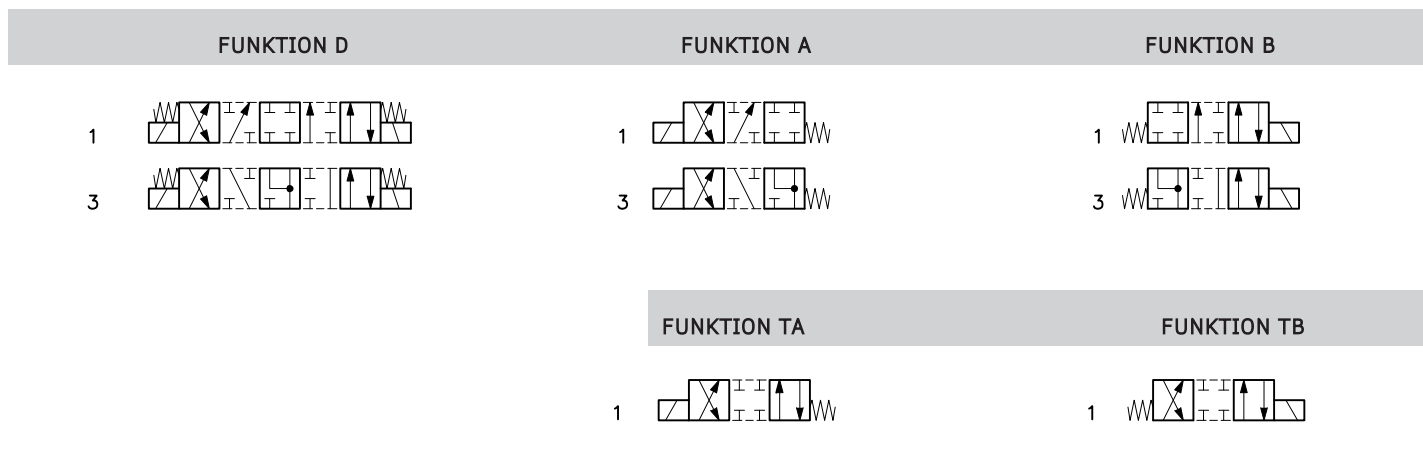 FUNKTION D FUNKTION A FUNKTION B
1 1 1
3 3 3
FUNKTION TA FUNKTION TB
1 1